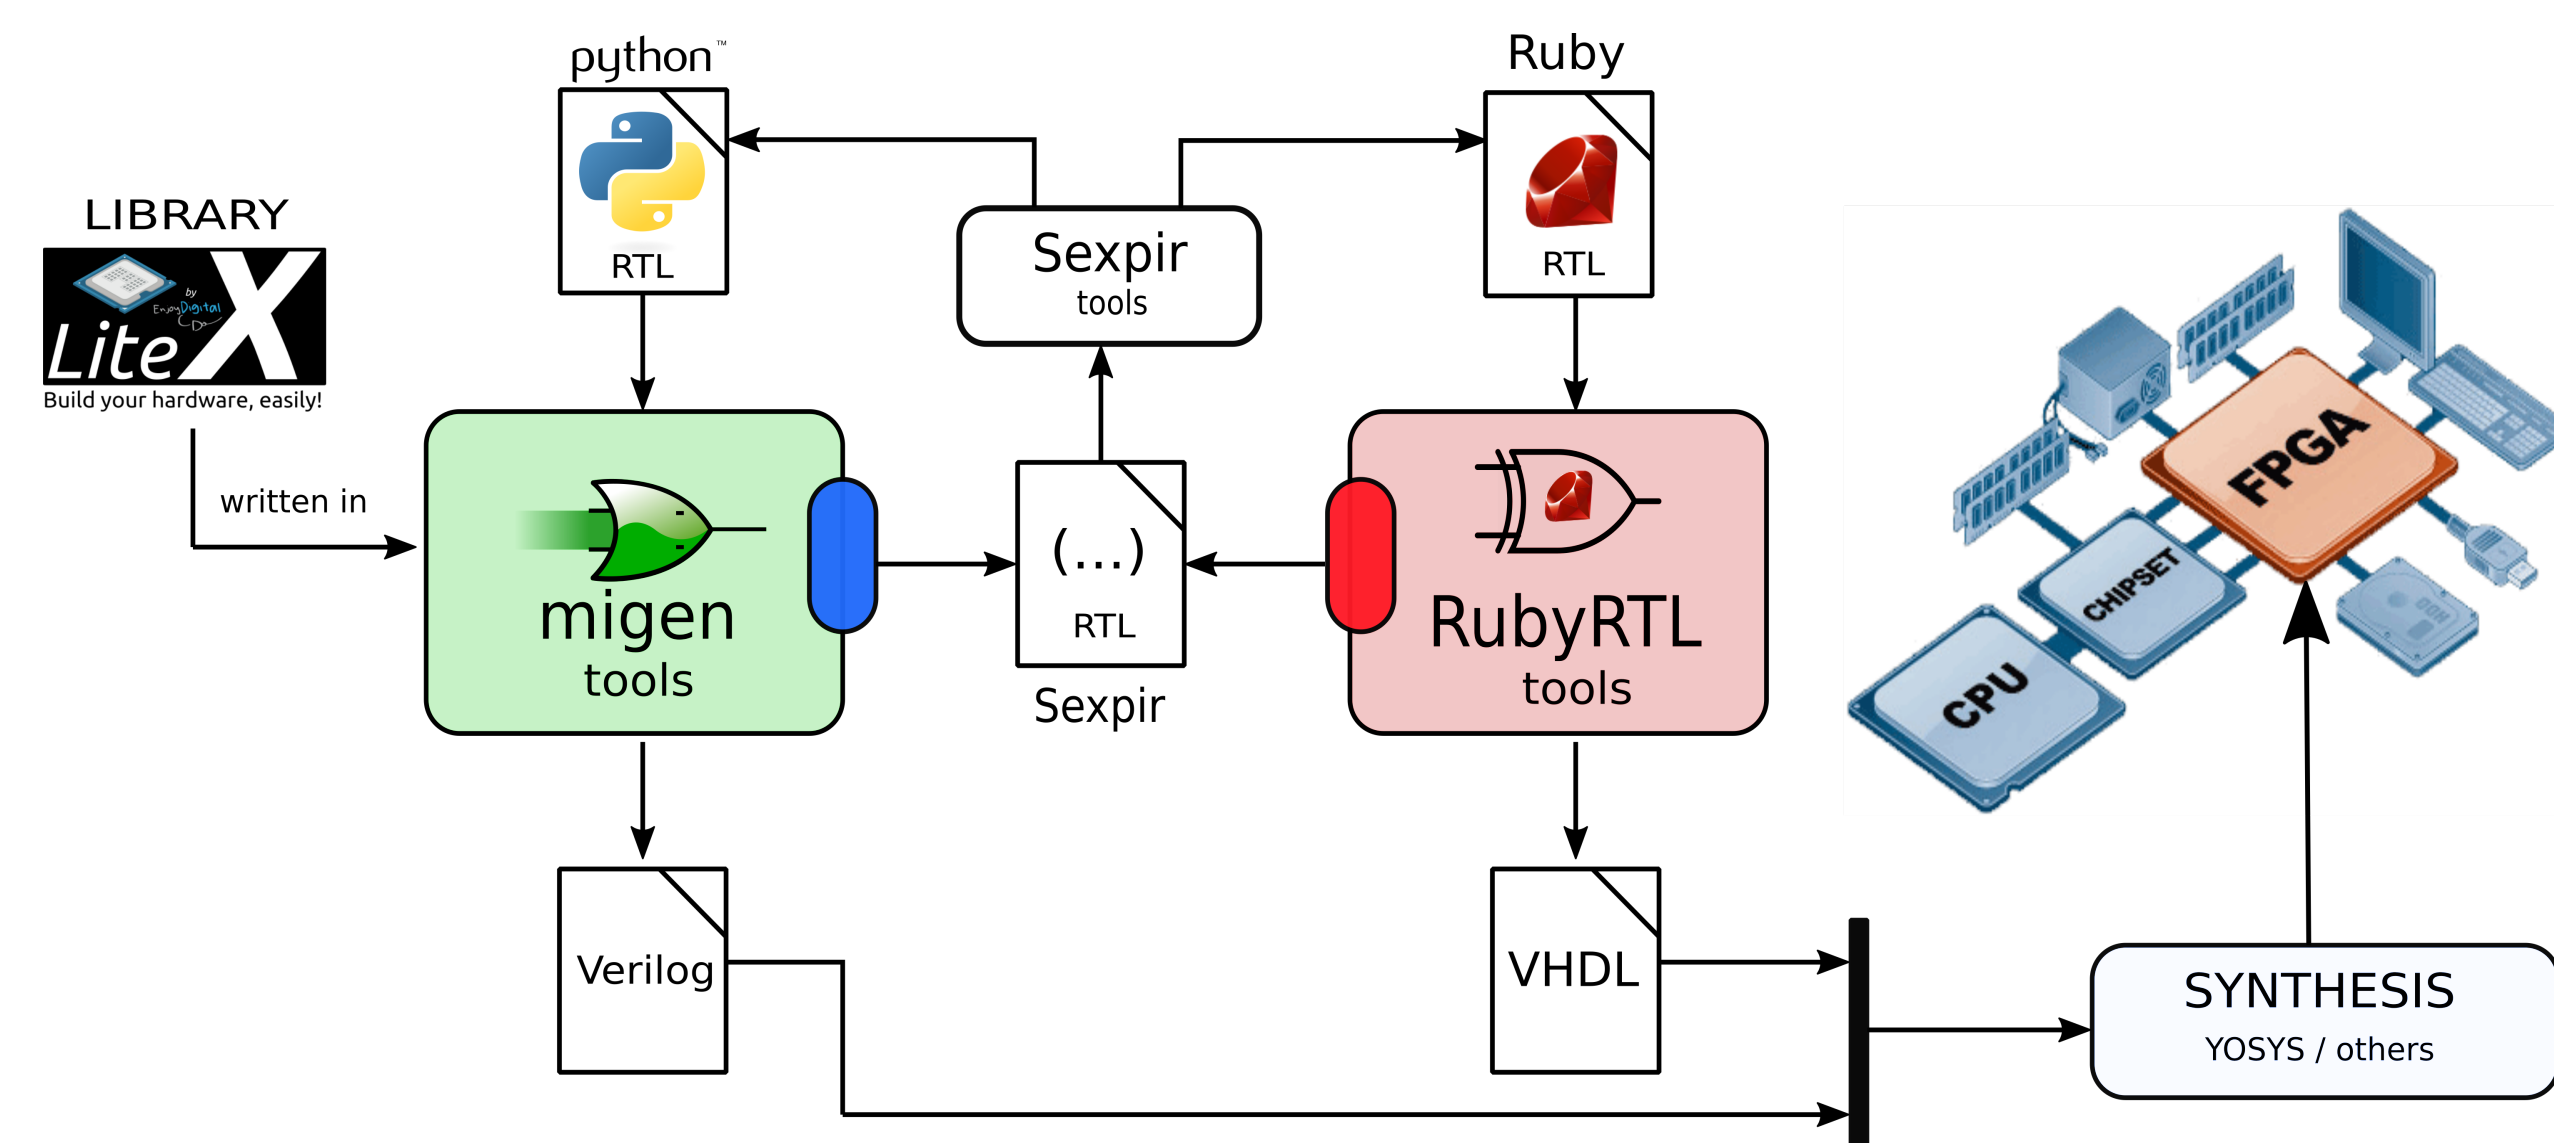 python™
Ruby
LIBRARY
by
EnjoyDigital
LiteX
Build your hardware, easily!
RTL
Sexpir
tools
RTL
written in
migen
tools
(...)
RTL
Sexpir
RubyRTL
tools
FPGA
CHIPSET
CPU
HDD
Verilog
VHDL
SYNTHESIS
YOSYS / others